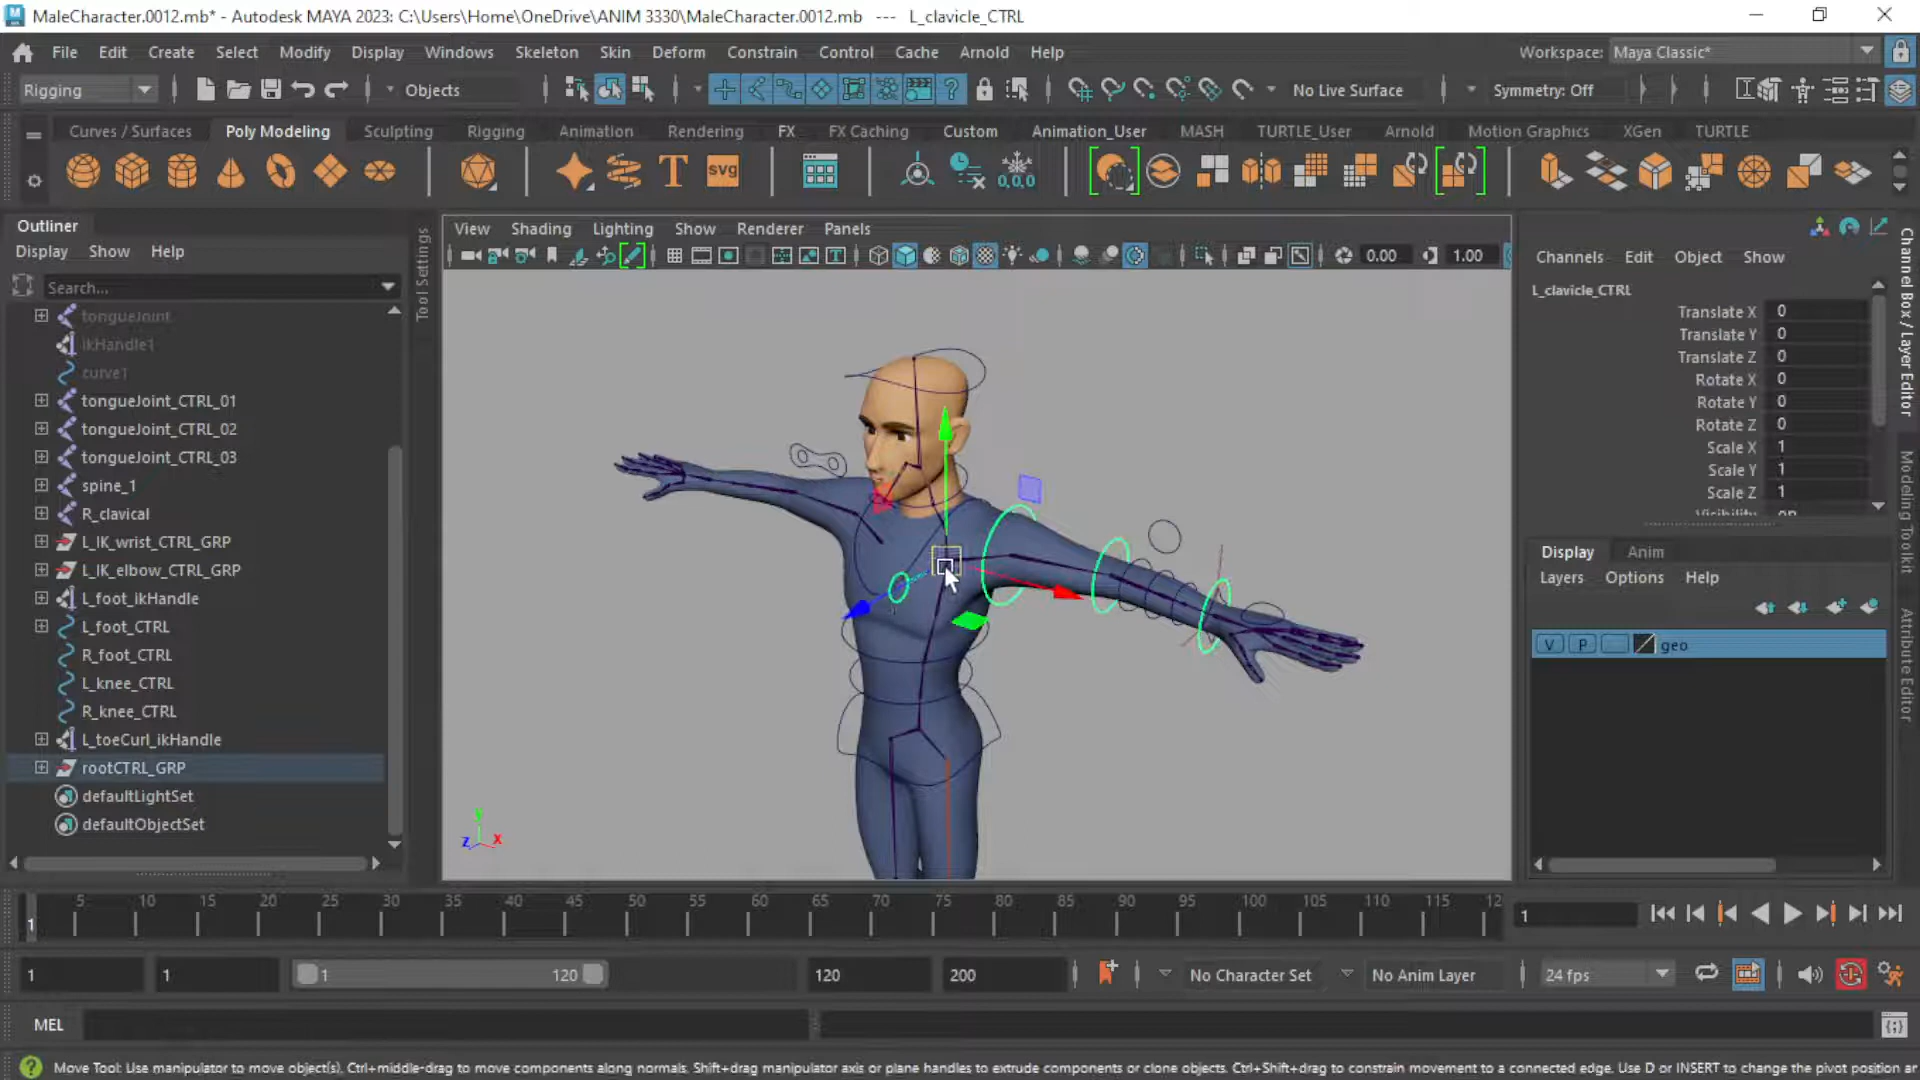 MaleCharacter.0012.mb* - Autodesk MAYA 2023: C:\Users\Home\OneDrive\ANIM 3330\MaleCharacter.0012.mb --- L_clavicle_CTRL
File Edit Create Select Modify Display Windows Skeleton Skin Deform Constrain Control Cache Arnold Help
Workspace: Maya Classic*
Rigging
Objects
No Live Surface
Symmetry: Off
Curves / Surfaces Poly Modeling Sculpting Rigging Animation Rendering FX FX Caching Custom Animation_User MASH TURTLE_User Arnold Motion Graphics XGen TURTLE
T
SVG
0,0,0
Outliner
Display Show Help
Search...
tongueJoint
ikHandle1
curve1
tongueJoint_CTRL_01
tongueJoint_CTRL_02
tongueJoint_CTRL_03
spine_1
R_clavical
L_IK_wrist_CTRL_GRP
L_IK_elbow_CTRL_GRP
L_foot_ikHandle
L_foot_CTRL
R_foot_CTRL
L_knee_CTRL
R_knee_CTRL
L_toeCurl_ikHandle
rootCTRL_GRP
defaultLightSet
defaultObjectSet
Tool Settings
View Shading Lighting Show Renderer Panels
0.00
1.00
Y
Z
X
Channels Edit Object Show
L_clavicle_CTRL
Translate X 0
Translate Y 0
Translate Z 0
Rotate X 0
Rotate Y 0
Rotate Z 0
Scale X 1
Scale Y 1
Scale Z 1
Visibility on
Display Anim
Layers Options Help
V P geo
Channel Box / Layer Editor
Modeling Toolkit
Attribute Editor
5 10 15 20 25 30 35 40 45 50 55 60 65 70 75 80 85 90 95 100 105 110 115 12
1
1
1
1
1 120
120
200
No Character Set
No Anim Layer
24 fps
MEL
Move Tool: Use manipulator to move object(s). Ctrl+middle-drag to move components along normals. Shift+drag manipulator axis or plane handles to extrude components or clone objects. Ctrl+Shift+drag to constrain movement to a connected edge. Use D or INSERT to change the pivot position ar